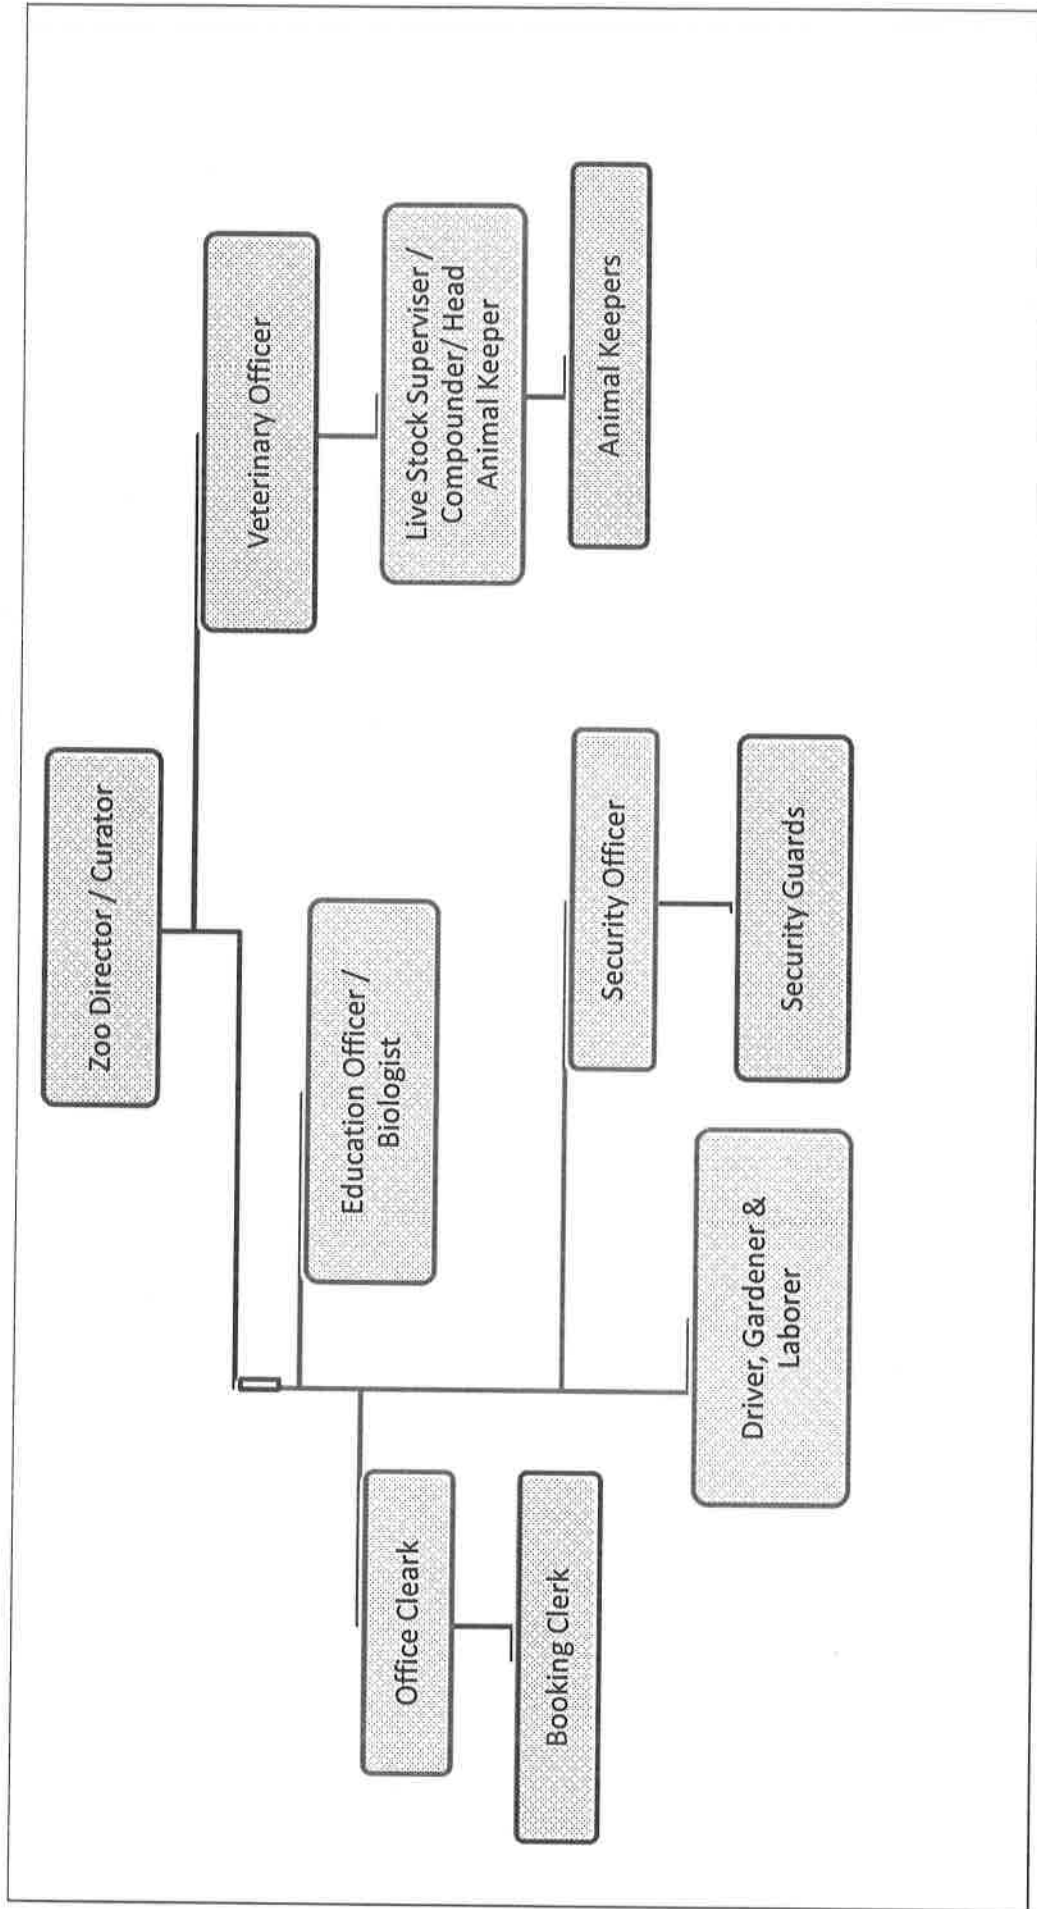 Zoo Director / Curator
Veterinary Officer
Live Stock Superviser /
Compounder/ Head
Animal Keeper
Animal Keepers
Education Officer /
Biologist
Office Cleark
Booking Clerk
Security Officer
Security Guards
Driver, Gardener &
Laborer